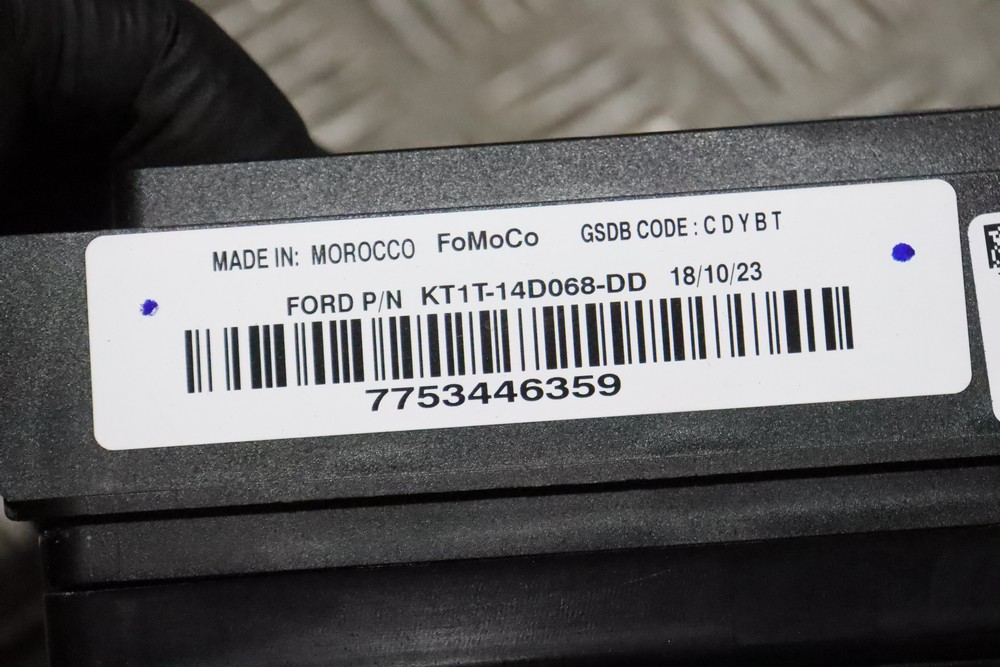 MADE IN: MOROCCO FoMoCo GSDB CODE : C D Y B T
FORD P/N KT1T-14D068-DD 18/10/23
7753446359